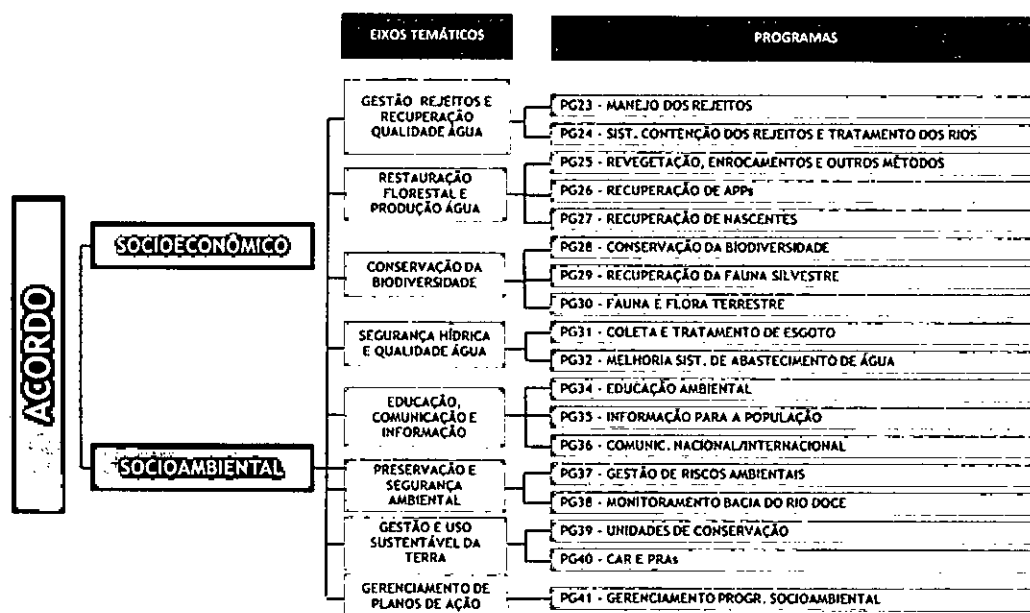 EIXOS TEMÁTICOS
PROGRAMAS
ACORDO
SOCIOECONÔMICO
SOCIOAMBIENTAL
GESTÃO REJEITOS E
RECUPERAÇÃO
QUALIDADE ÁGUA
PG23 - MANEJO DOS REJEITOS
PG24 - SIST. CONTENÇÃO DOS REJEITOS E TRATAMENTO DOS RIOS
RESTAURAÇÃO
FLORESTAL E
PRODUÇÃO ÁGUA
PG25 - REVEGETAÇÃO, ENROCAMENTOS E OUTROS MÉTODOS
PG26 - RECUPERAÇÃO DE APPs
PG27 - RECUPERAÇÃO DE NASCENTES
CONSERVAÇÃO DA
BIODIVERSIDADE
PG28 - CONSERVAÇÃO DA BIODIVERSIDADE
PG29 - RECUPERAÇÃO DA FAUNA SILVESTRE
PG30 - FAUNA E FLORA TERRESTRE
SEGURANÇA HÍDRICA
E QUALIDADE ÁGUA
PG31 - COLETA E TRATAMENTO DE ESGOTO
PG32 - MELHORIA SIST. DE ABASTECIMENTO DE ÁGUA
EDUCAÇÃO,
COMUNICAÇÃO E
INFORMAÇÃO
PG34 - EDUCAÇÃO AMBIENTAL
PG35 - INFORMAÇÃO PARA A POPULAÇÃO
PG36 - COMUNIC. NACIONAL/INTERNACIONAL
PRESERVAÇÃO E
SEGURANÇA
AMBIENTAL
PG37 - GESTÃO DE RISCOS AMBIENTAIS
PG38 - MONITORAMENTO BACIA DO RIO DOCE
GESTÃO E USO
SUSTENTÁVEL DA
TERRA
PG39 - UNIDADES DE CONSERVAÇÃO
PG40 - CAR E PRAs
GERENCIAMENTO DE
PLANOS DE AÇÃO
PG41 - GERENCIAMENTO PROGR. SOCIOAMBIENTAL